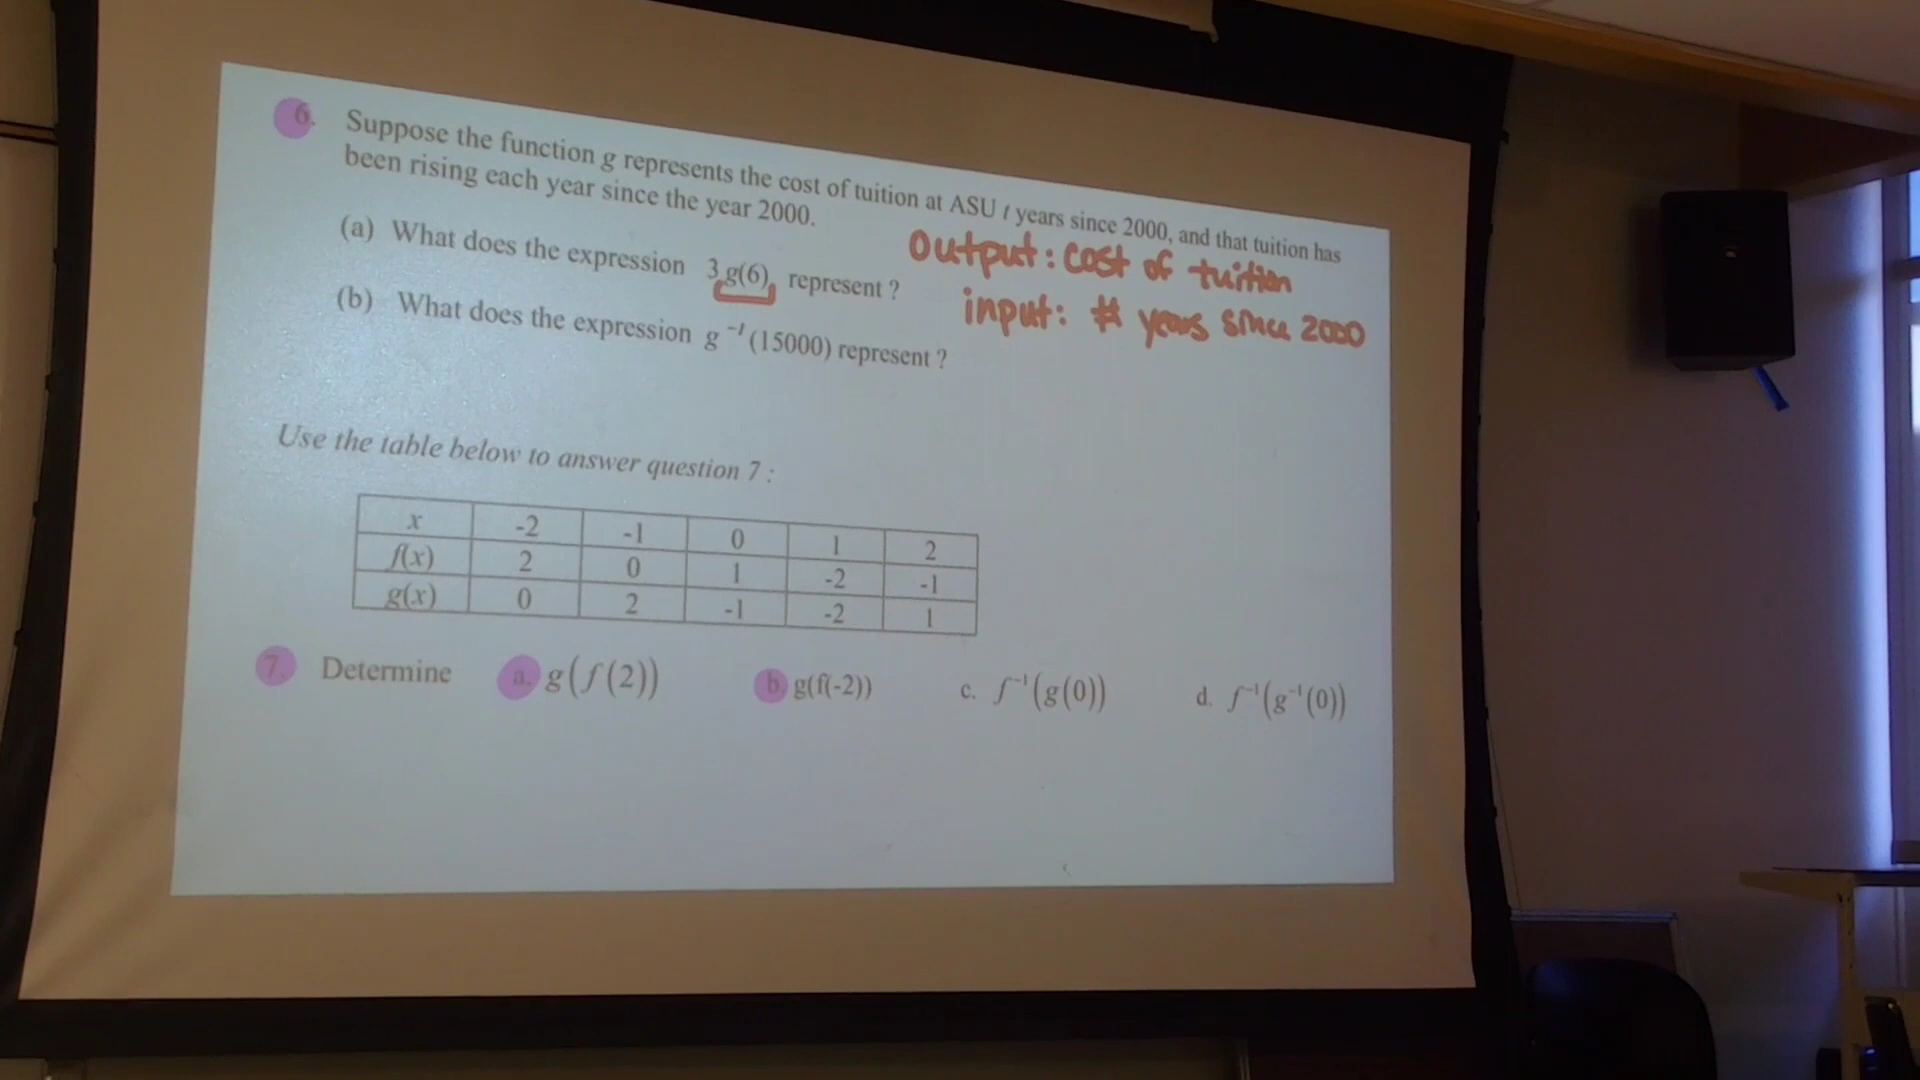 6. Suppose the function g represents the cost of tuition at ASU t years since 2000, and that tuition has
been rising each year since the year 2000.
(a) What does the expression 3g(6) represent ?
Output: cost of tuition
input: # years since 2000
(b) What does the expression g⁻¹(15000) represent ?
Use the table below to answer question 7 :
x -2 -1 0 1 2
f(x) 2 0 1 -2 -1
g(x) 0 2 -1 -2 1
7. Determine a. g(f(2)) b. g(f(-2)) c. f⁻¹(g(0)) d. f⁻¹(g⁻¹(0))